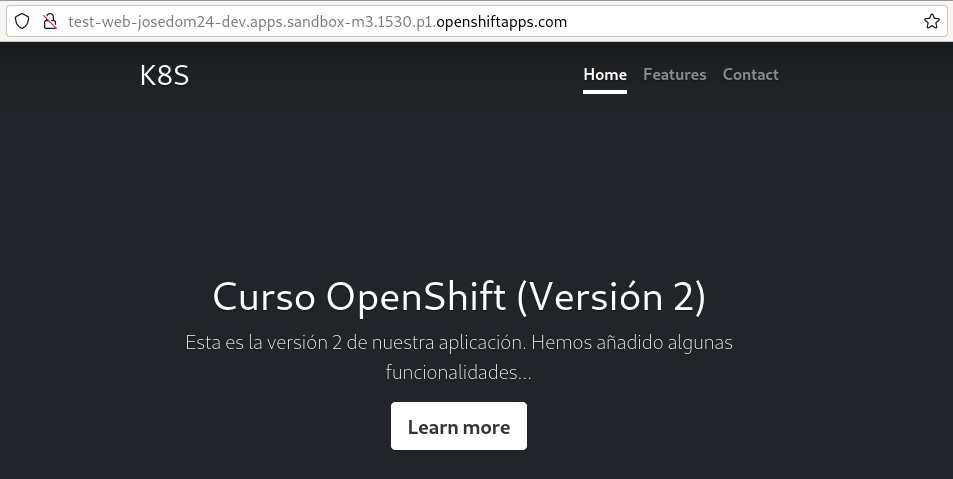 test-web-josedom24-dev.apps.sandbox-m3.1530.p1.openshiftapps.com
K8S
Home Features Contact
Curso OpenShift (Versión 2)
Esta es la versión 2 de nuestra aplicación. Hemos añadido algunas
funcionalidades...
Learn more